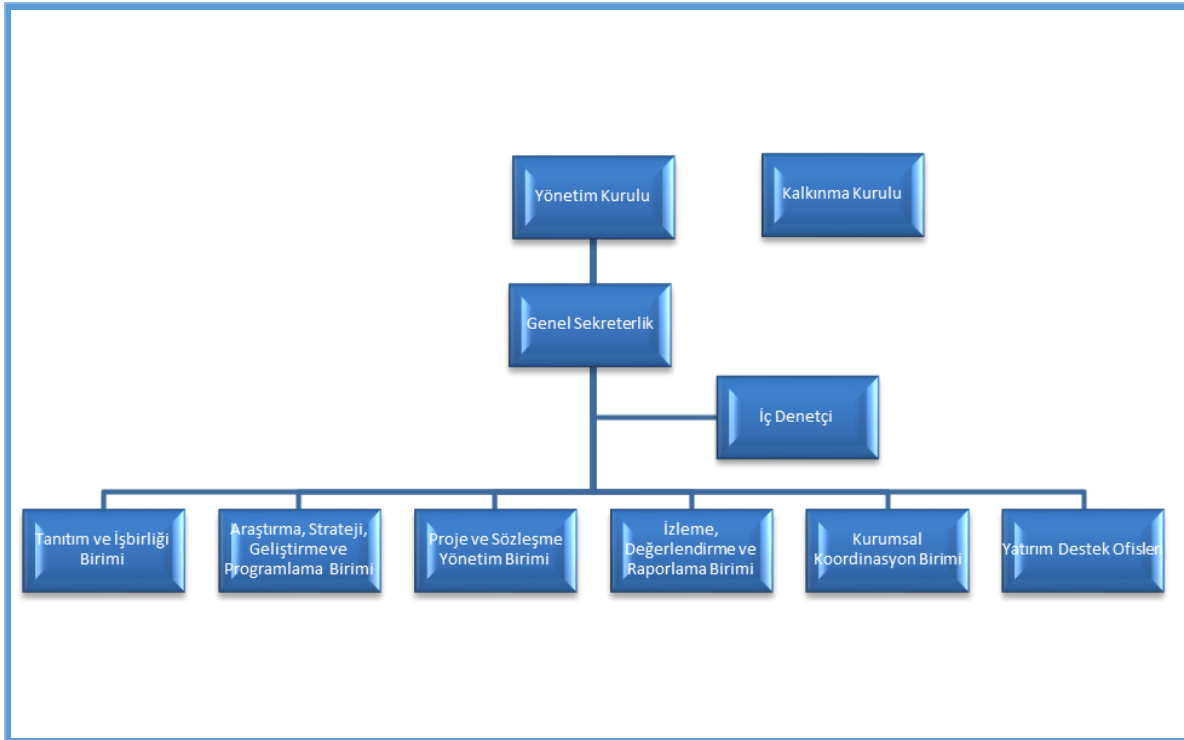 Yönetim Kurulu
Kalkınma Kurulu
Genel Sekreterlik
İç Denetçi
Tanıtım ve İşbirliği
Birimi
Araştırma, Strateji,
Geliştirme ve
Programlama Birimi
Proje ve Sözleşme
Yönetim Birimi
İzleme,
Değerlendirme ve
Raporlama Birimi
Kurumsal
Koordinasyon Birimi
Yatırım Destek Ofisleri